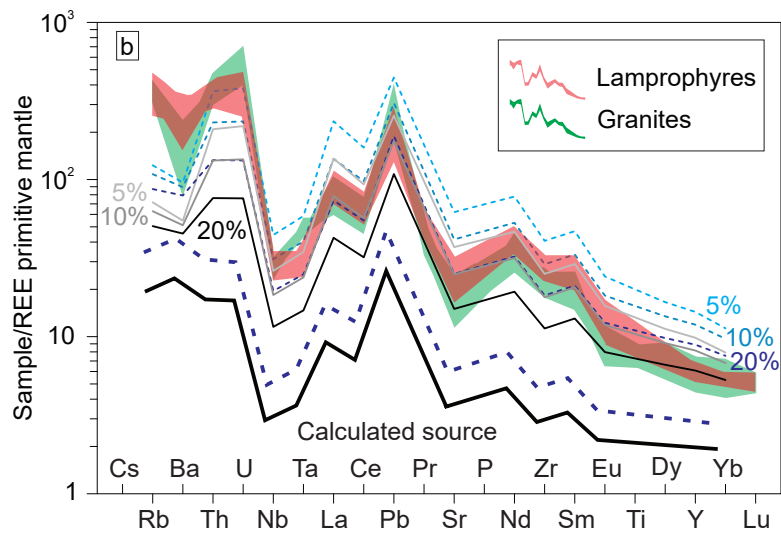 10³
b
Lamprophyres
Granites
10²
10
1
Sample/REE primitive mantle
5%
10%
20%
5%
10%
20%
Calculated source
Cs Ba U Ta Ce Pr P Zr Eu Dy Yb
Rb Th Nb La Pb Sr Nd Sm Ti Y Lu